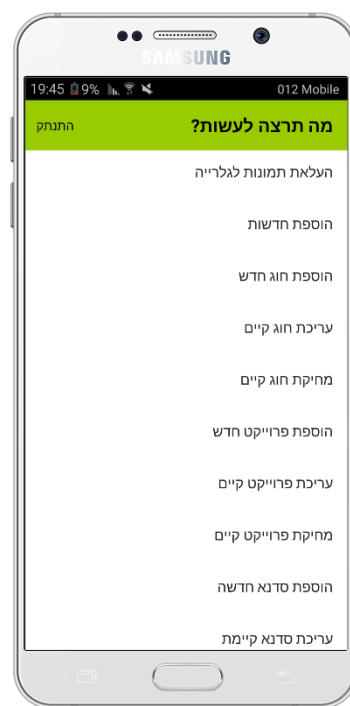 SAMSUNG
19:45 9% 012 Mobile
מה תרצה לעשות? התנתק
העלאת תמונות לגלרייה
הוספת חדשות
הוספת חוג חדש
עריכת חוג קיים
מחיקת חוג קיים
הוספת פרוייקט חדש
עריכת פרוייקט קיים
מחיקת פרוייקט קיים
הוספת סדנא חדשה
עריכת סדנא קיימת